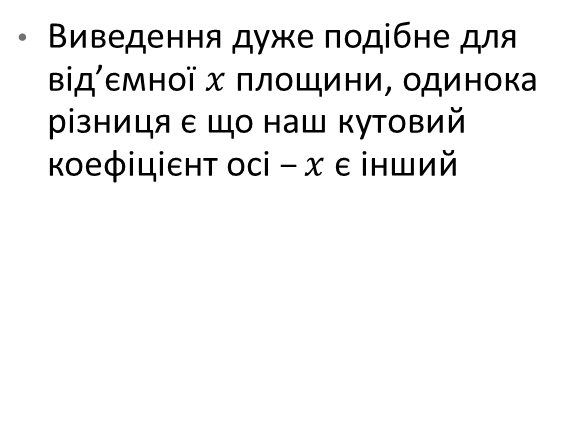 • Виведення дуже подібне для
від’ємної 𝑥 площини, одинока
різниця є що наш кутовий
коефіцієнт осі − 𝑥 є інший